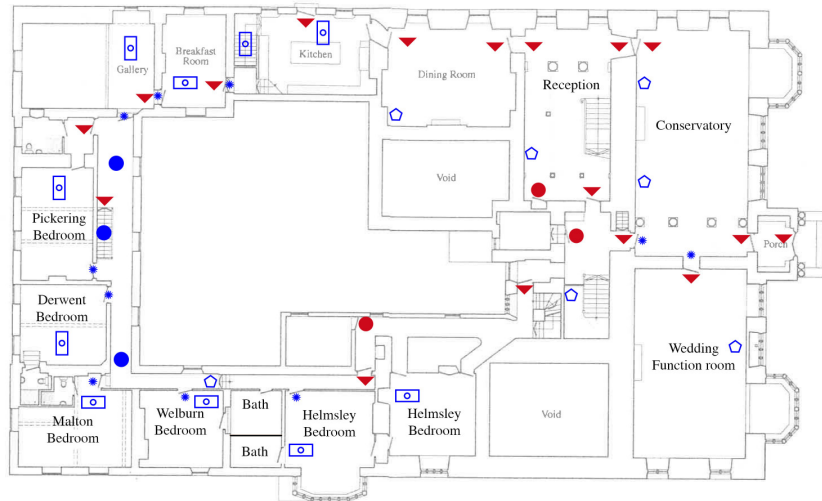 Gallery
Breakfast
Room
Kitchen
Dining Room
Reception
Conservatory
Void
Pickering
Bedroom
Porch
Derwent
Bedroom
Wedding
Function room
Malton
Bedroom
Welburn
Bedroom
Bath
Bath
Helmsley
Bedroom
Helmsley
Bedroom
Void